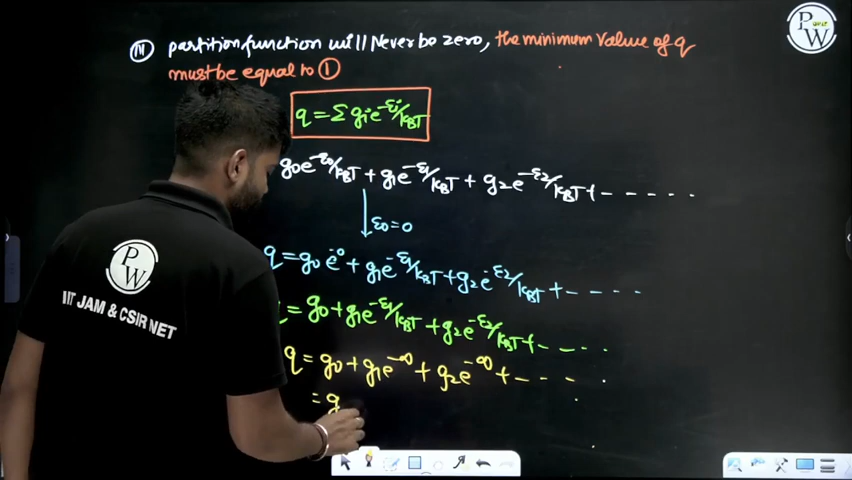 (IV) partition function will Never be zero, the minimum value of q
must be equal to ①
q = Σ gᵢe^-εᵢ/K_BT
g₀e^-ε₀/K_BT + g₁e^-ε₁/K_BT + g₂e^-ε₂/K_BT + - - - - - -
ε₀=0
q = g₀ e^-0 + g₁e^-ε₁/K_BT + g₂e^-ε₂/K_BT + - - - - -
= g₀ + g₁e^-ε₁/K_BT + g₂e^-ε₂/K_BT + - - - -
q = g₀ + g₁e^-∞ + g₂e^-∞ + - - - -
= g
P
W
P
W
IIT JAM & CSIR NET